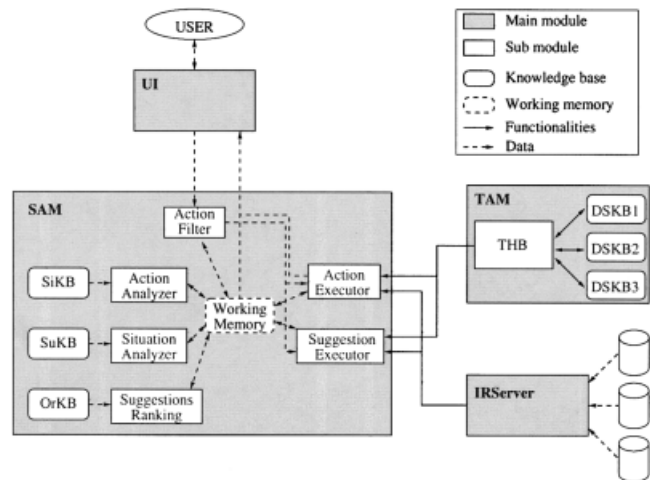 USER
UI
Main module
Sub module
Knowledge base
Working memory
Functionalities
Data
SAM
Action
Filter
SiKB
Action
Analyzer
Action
Executor
Working
Memory
SuKB
Situation
Analyzer
Suggestion
Executor
OrKB
Suggestions
Ranking
TAM
THB
DSKB1
DSKB2
DSKB3
IRServer